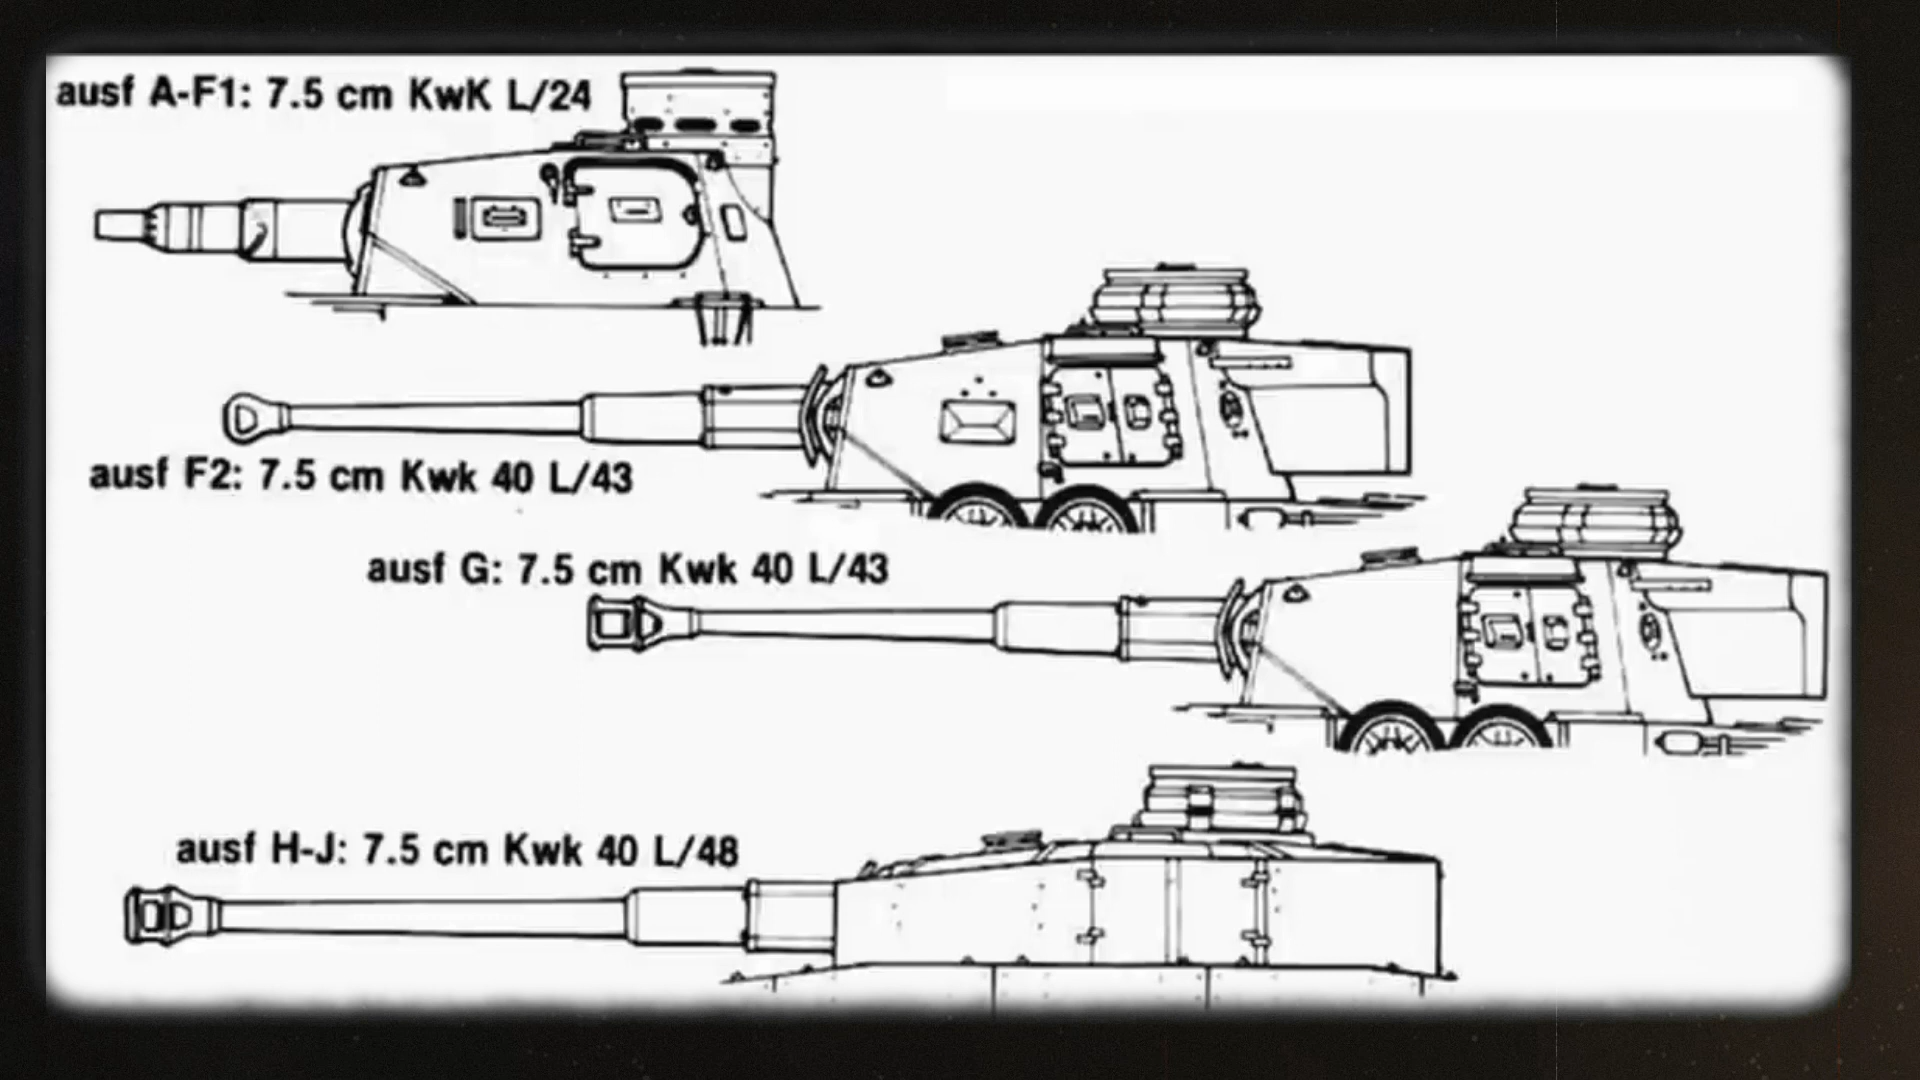 ausf A-F1: 7.5 cm KwK L/24
ausf F2: 7.5 cm Kwk 40 L/43
ausf G: 7.5 cm Kwk 40 L/43
ausf H-J: 7.5 cm Kwk 40 L/48